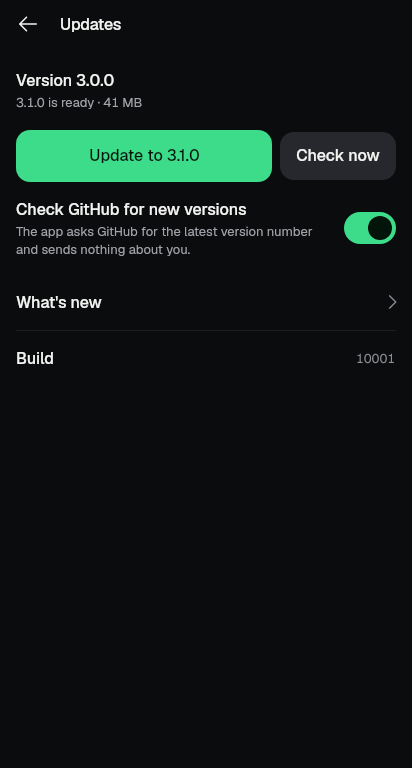 Updates
Version 3.0.0
3.1.0 is ready · 41 MB
Update to 3.1.0
Check now
Check GitHub for new versions
The app asks GitHub for the latest version number
and sends nothing about you.
What's new
Build
10001